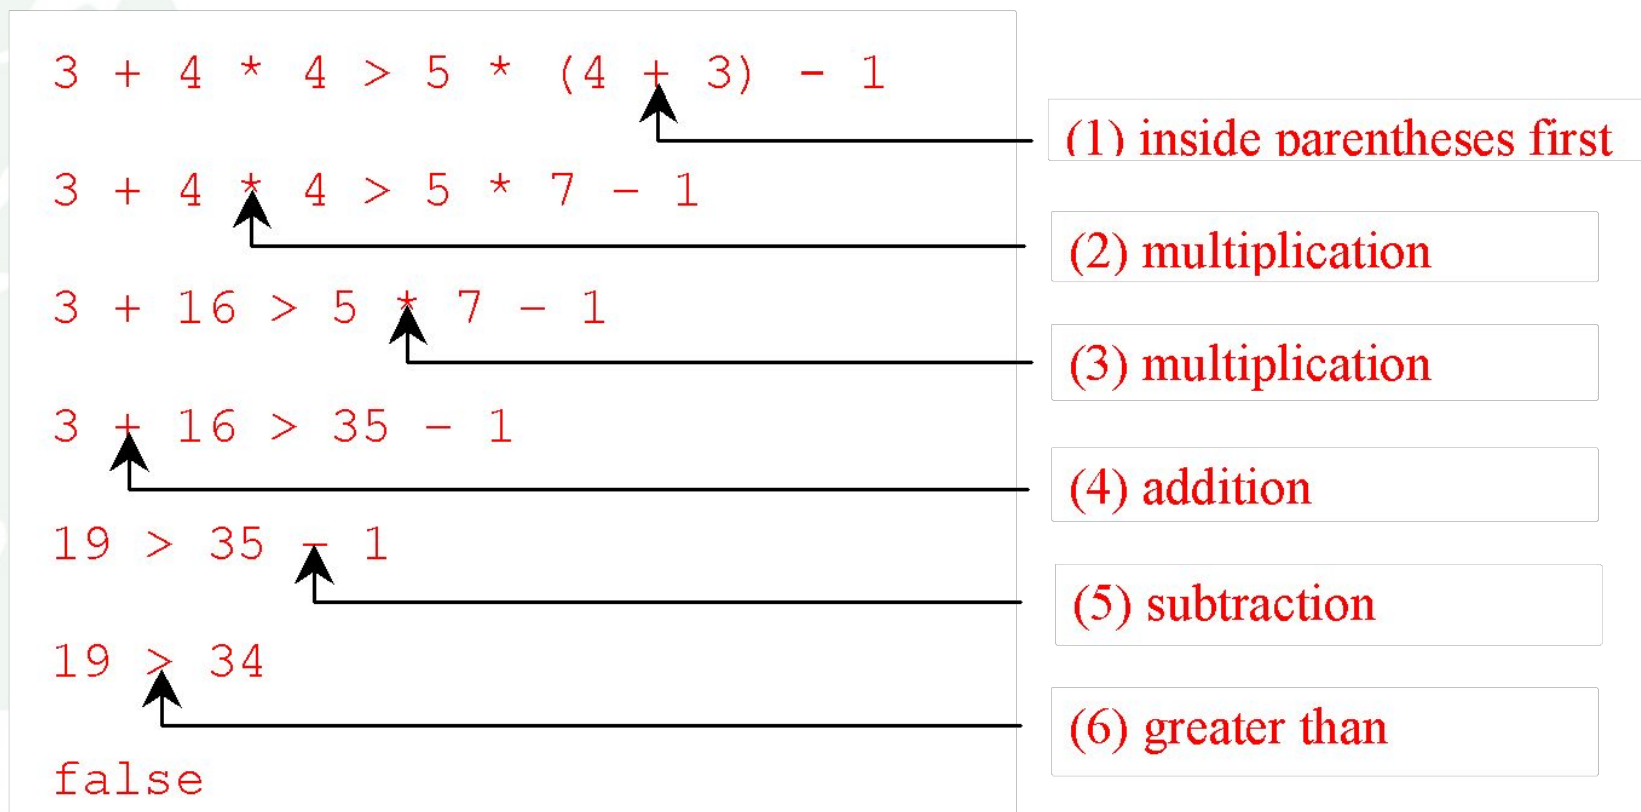 3 + 4 * 4 > 5 * (4 + 3) - 1
(1) inside parentheses first
3 + 4 * 4 > 5 * 7 – 1
(2) multiplication
3 + 16 > 5 * 7 – 1
(3) multiplication
3 + 16 > 35 – 1
(4) addition
19 > 35 – 1
(5) subtraction
19 > 34
(6) greater than
false